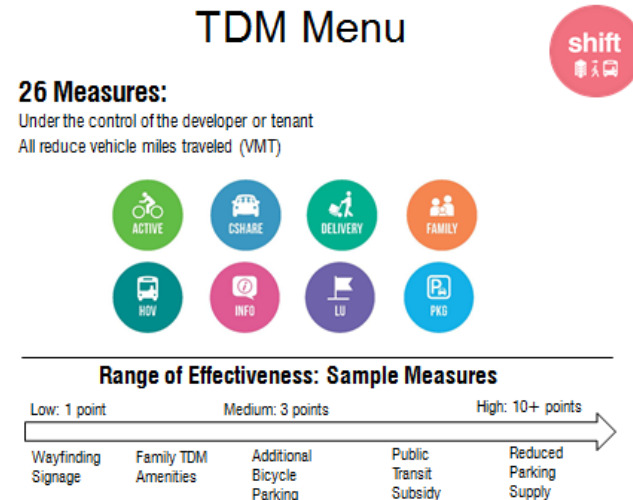 TDM Menu
shift
26 Measures:
Under the control of the developer or tenant
All reduce vehicle miles traveled (VMT)
ACTIVE
CSHARE
DELIVERY
FAMILY
HOV
INFO
LU
PKG
Range of Effectiveness: Sample Measures
Low: 1 point
Medium: 3 points
High: 10+ points
Wayfinding
Signage
Family TDM
Amenities
Additional
Bicycle
Parking
Public
Transit
Subsidy
Reduced
Parking
Supply